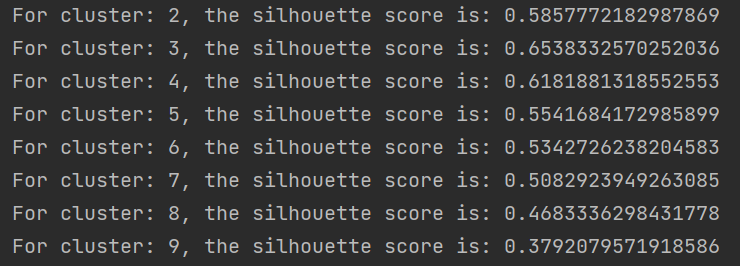 For cluster: 2, the silhouette score is: 0.5857772182987869
For cluster: 3, the silhouette score is: 0.6538332570252036
For cluster: 4, the silhouette score is: 0.6181881318552553
For cluster: 5, the silhouette score is: 0.5541684172985899
For cluster: 6, the silhouette score is: 0.5342726238204583
For cluster: 7, the silhouette score is: 0.5082923949263085
For cluster: 8, the silhouette score is: 0.4683336298431778
For cluster: 9, the silhouette score is: 0.3792079571918586